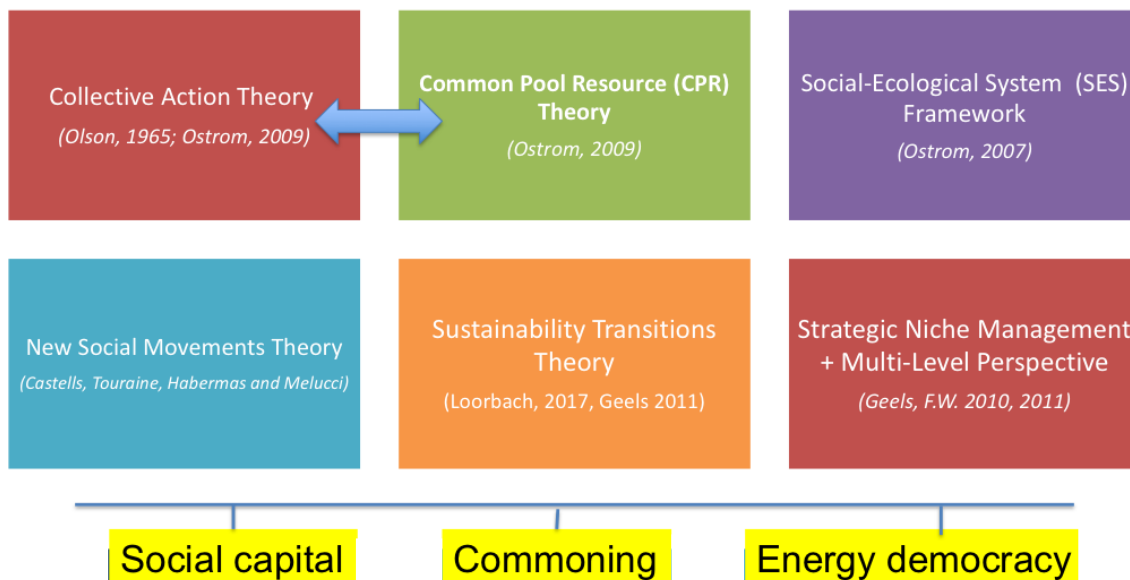 Collective Action Theory
(Olson, 1965; Ostrom, 2009)
Common Pool Resource (CPR)
Theory
(Ostrom, 2009)
Social-Ecological System  (SES)
Framework
(Ostrom, 2007)
New Social Movements Theory
(Castells, Touraine, Habermas and Melucci)
Sustainability Transitions
Theory
(Loorbach, 2017, Geels 2011)
Strategic Niche Management
+ Multi-Level Perspective
(Geels, F.W. 2010, 2011)
Social capital
Commoning
Energy democracy